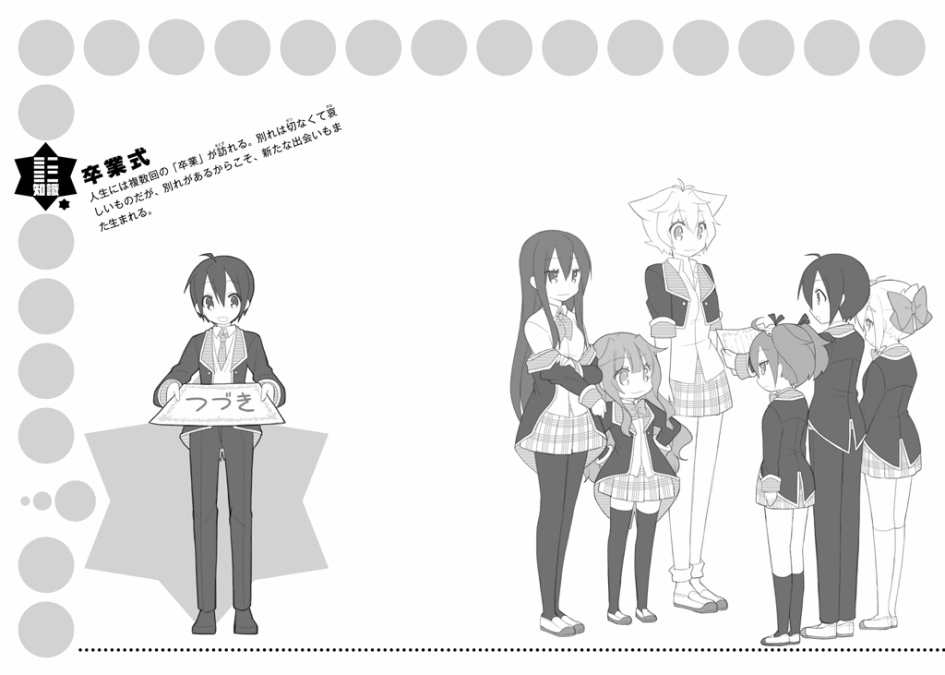 ミニ
知識
卒業式
人生には複数回の「卒業」が訪れる。別れは切なくて哀
しいものだが、別れがあるからこそ、新たな出会いもま
た生まれる。
つづき